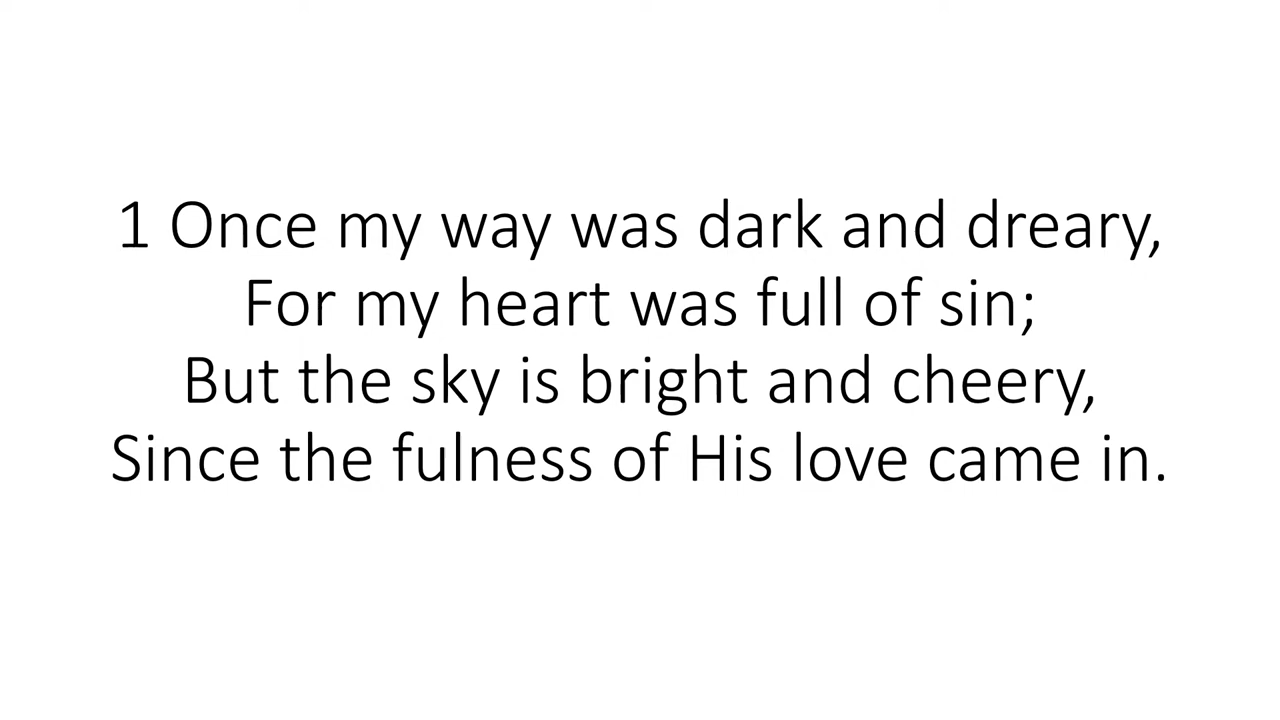 1 Once my way was dark and dreary,
For my heart was full of sin;
But the sky is bright and cheery,
Since the fulness of His love came in.